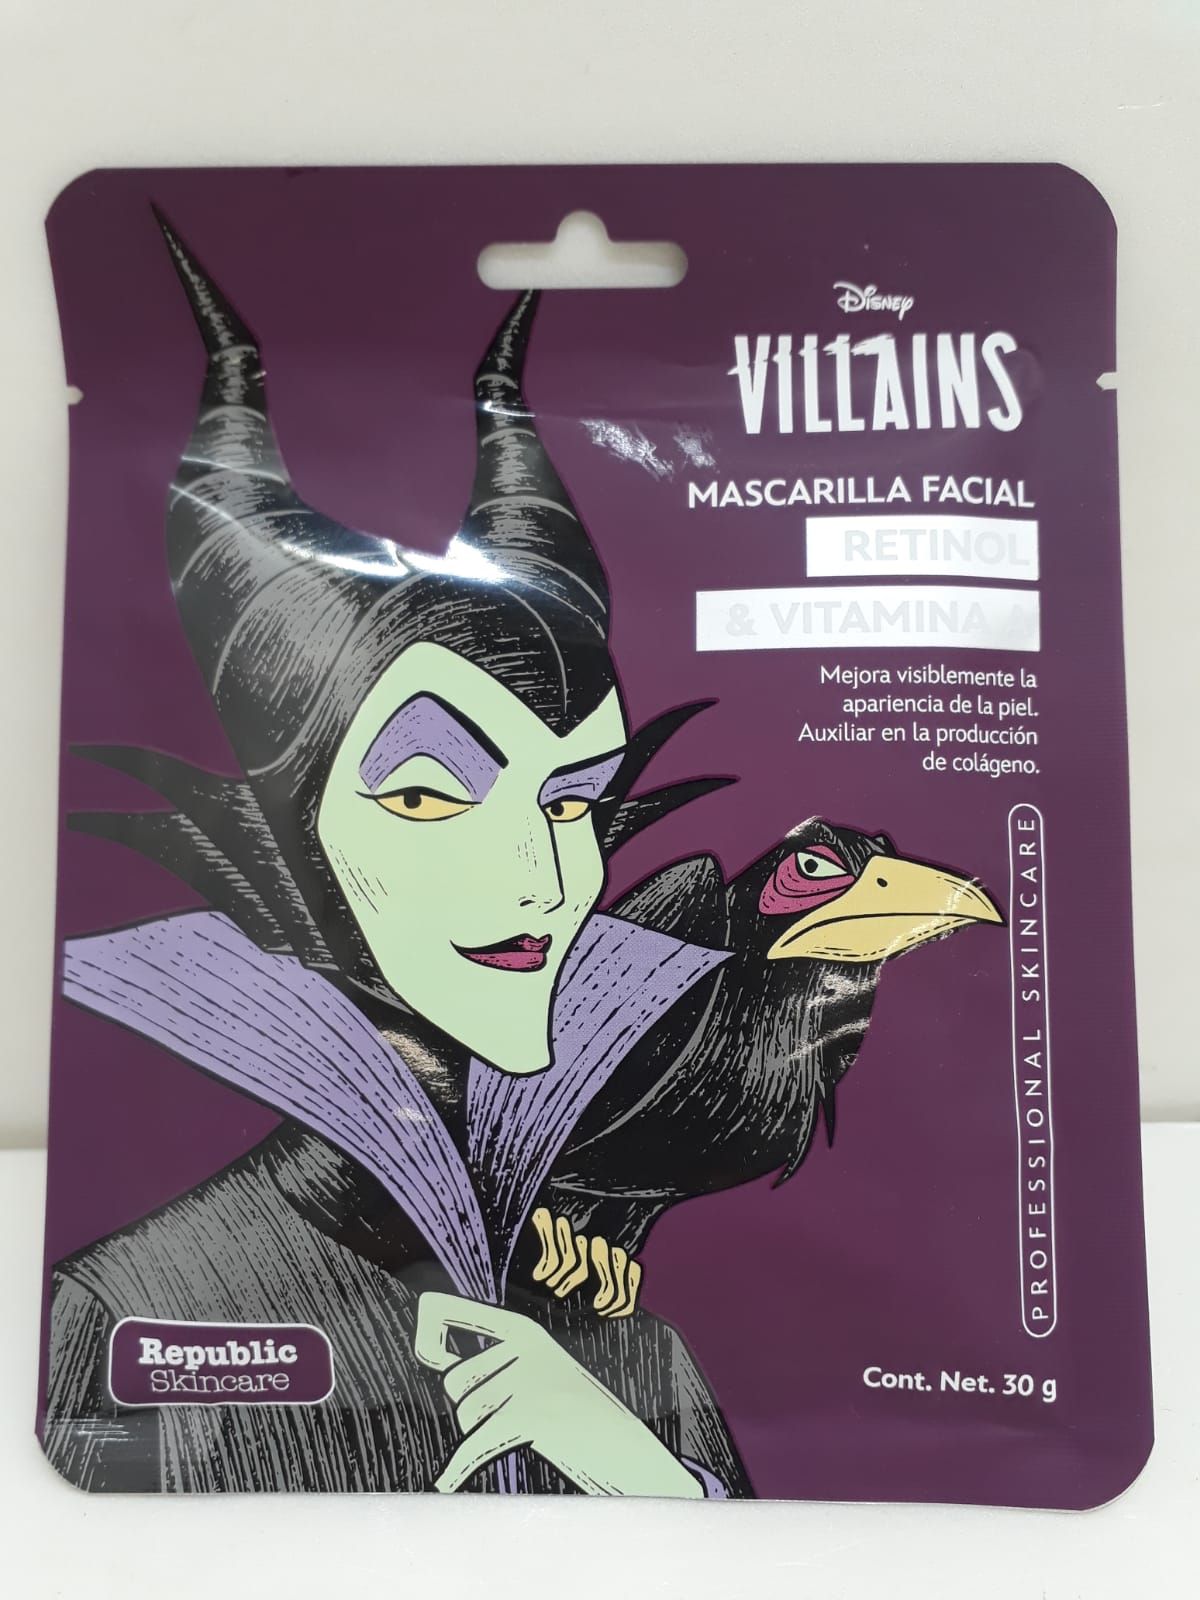 Disney
VILLAINS
MASCARILLA FACIAL
RETINOL
& VITAMINA A
Mejora visiblemente la
apariencia de la piel.
Auxiliar en la producción
de colágeno.
PROFESSIONAL SKINCARE
Republic
Skincare
Cont. Net. 30 g